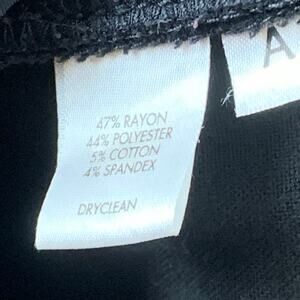 47% RAYON
44% POLYESTER
5% COTTON
4% SPANDEX
DRYCLEAN
A